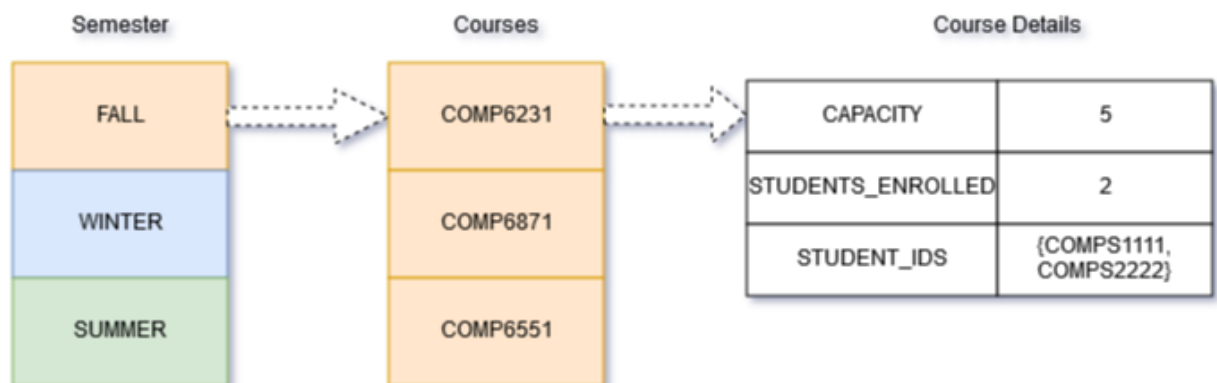 Semester
Courses
Course Details
FALL
COMP6231
CAPACITY
5
STUDENTS_ENROLLED
2
WINTER
COMP6871
STUDENT_IDS
{COMPS1111,
COMPS2222}
SUMMER
COMP6551